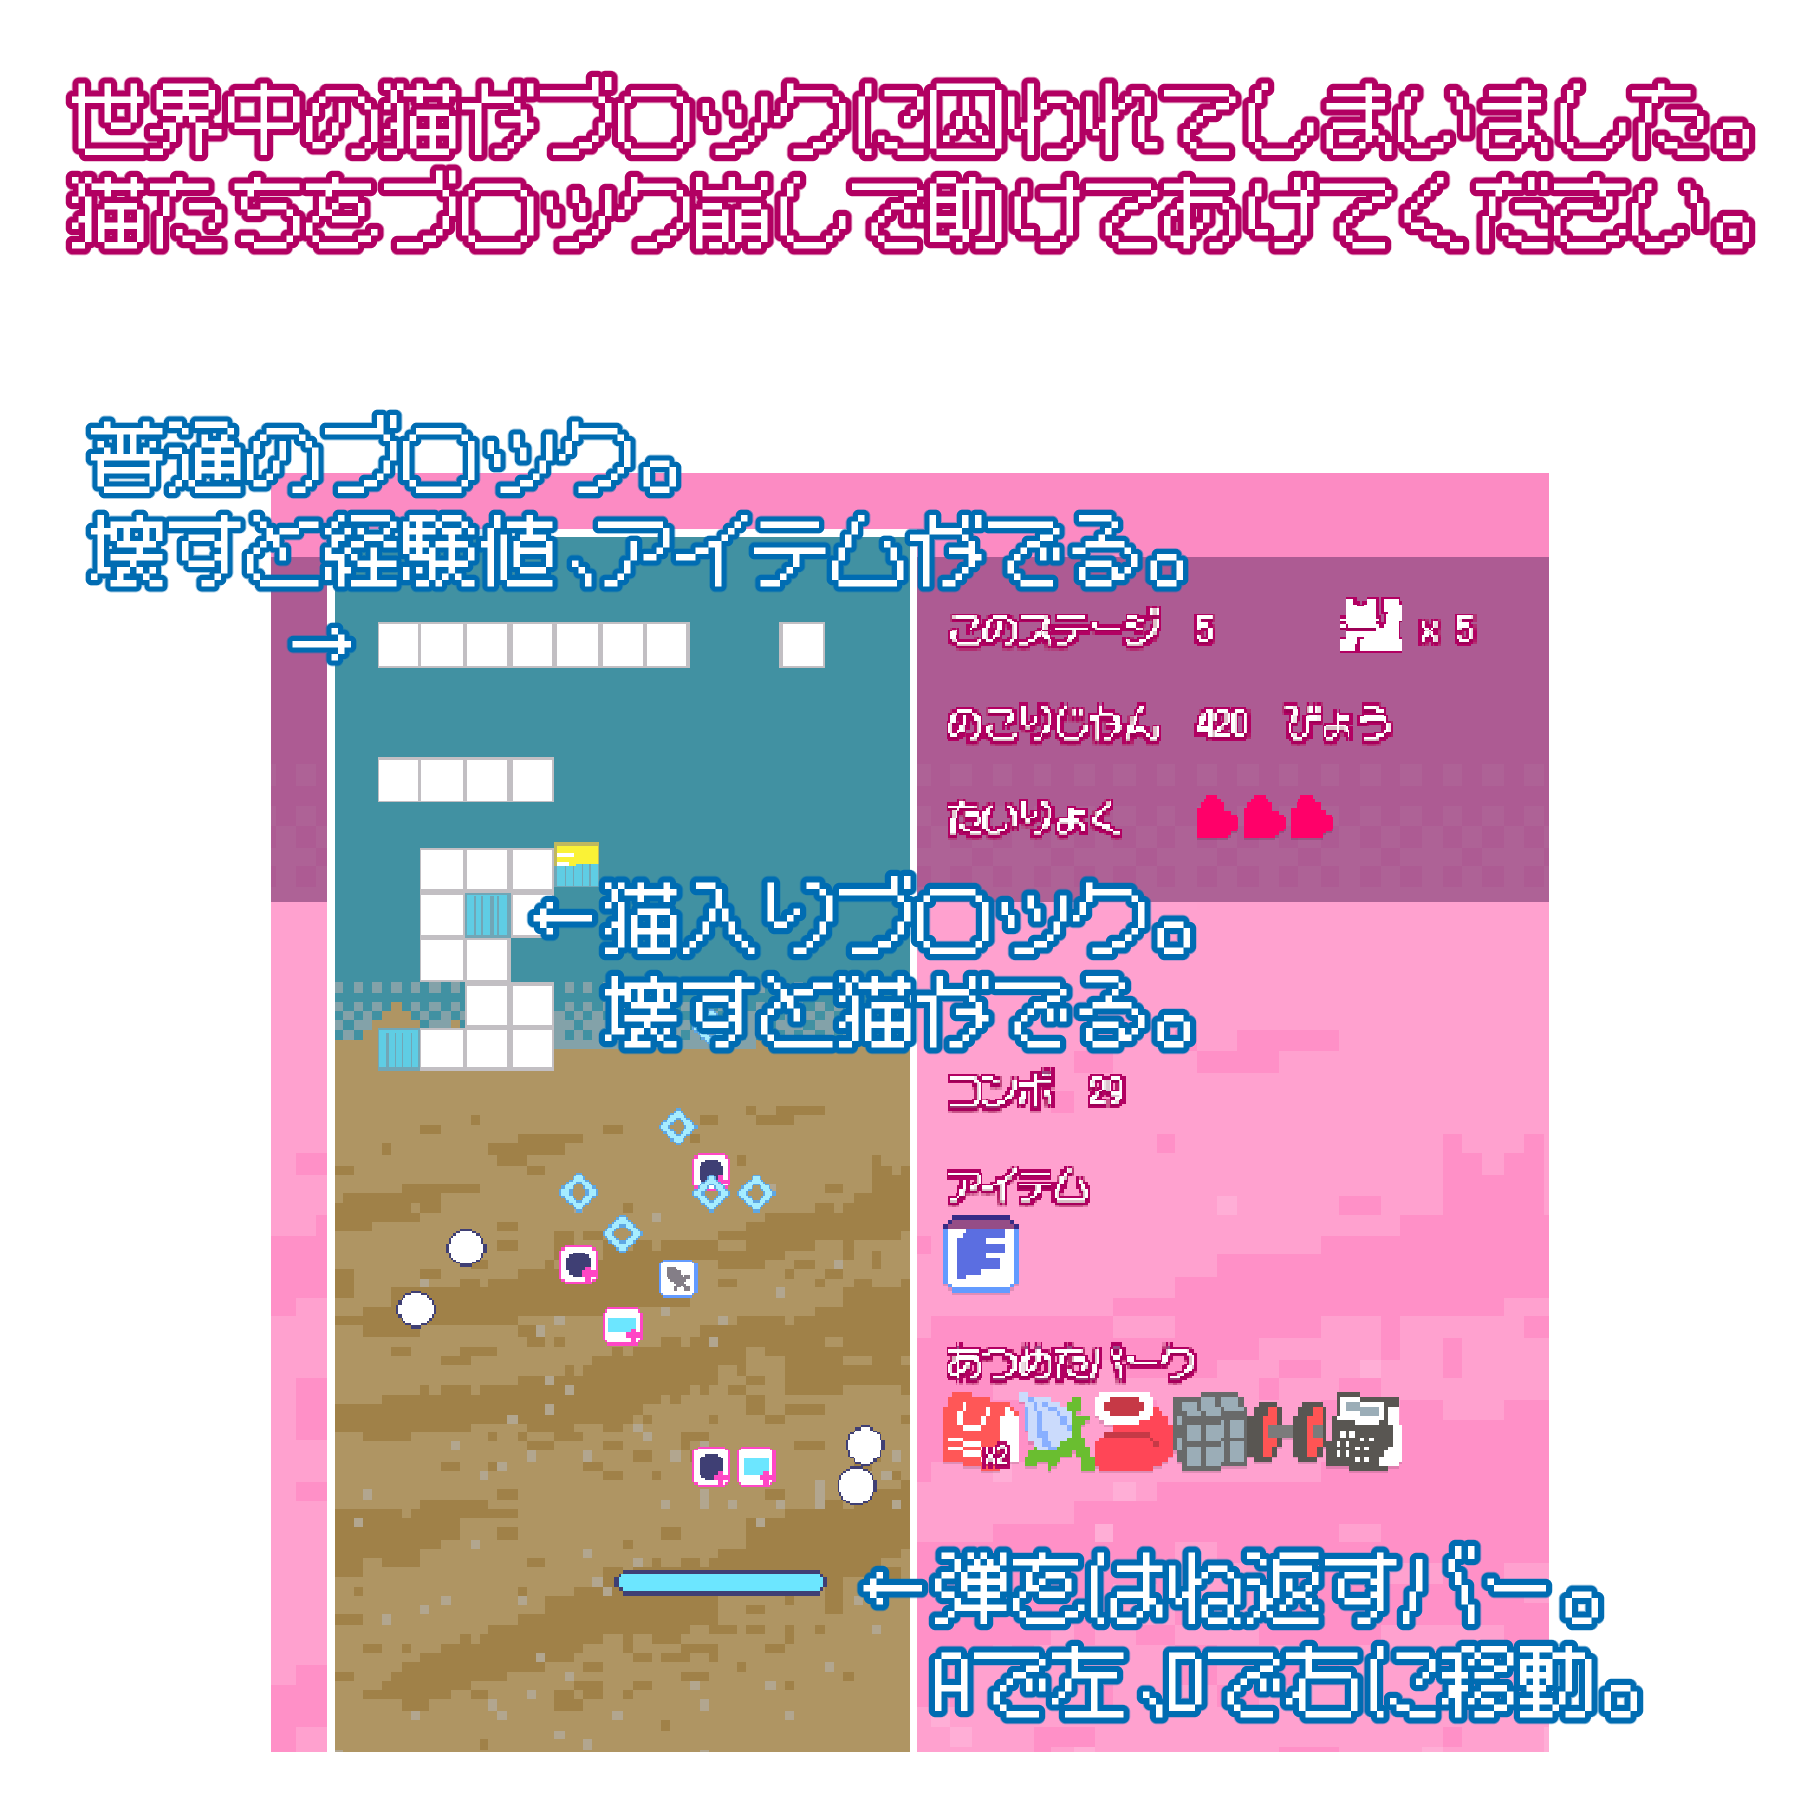 世界中の猫がブロックに囚われてしまいました。
猫たちをブロック崩しで助けてあげてください。
普通のブロック。
壊すと経験値、アイテムがでる。
→
このステージ 5 x 5
のこりじかん 420 びょう
たいりょく
←猫入りブロック。
壊すと猫がでる。
コンボ 29
アイテム
あつめたパーク
x2
←弾をはね返すバー。
Aで左、Dで右に移動。